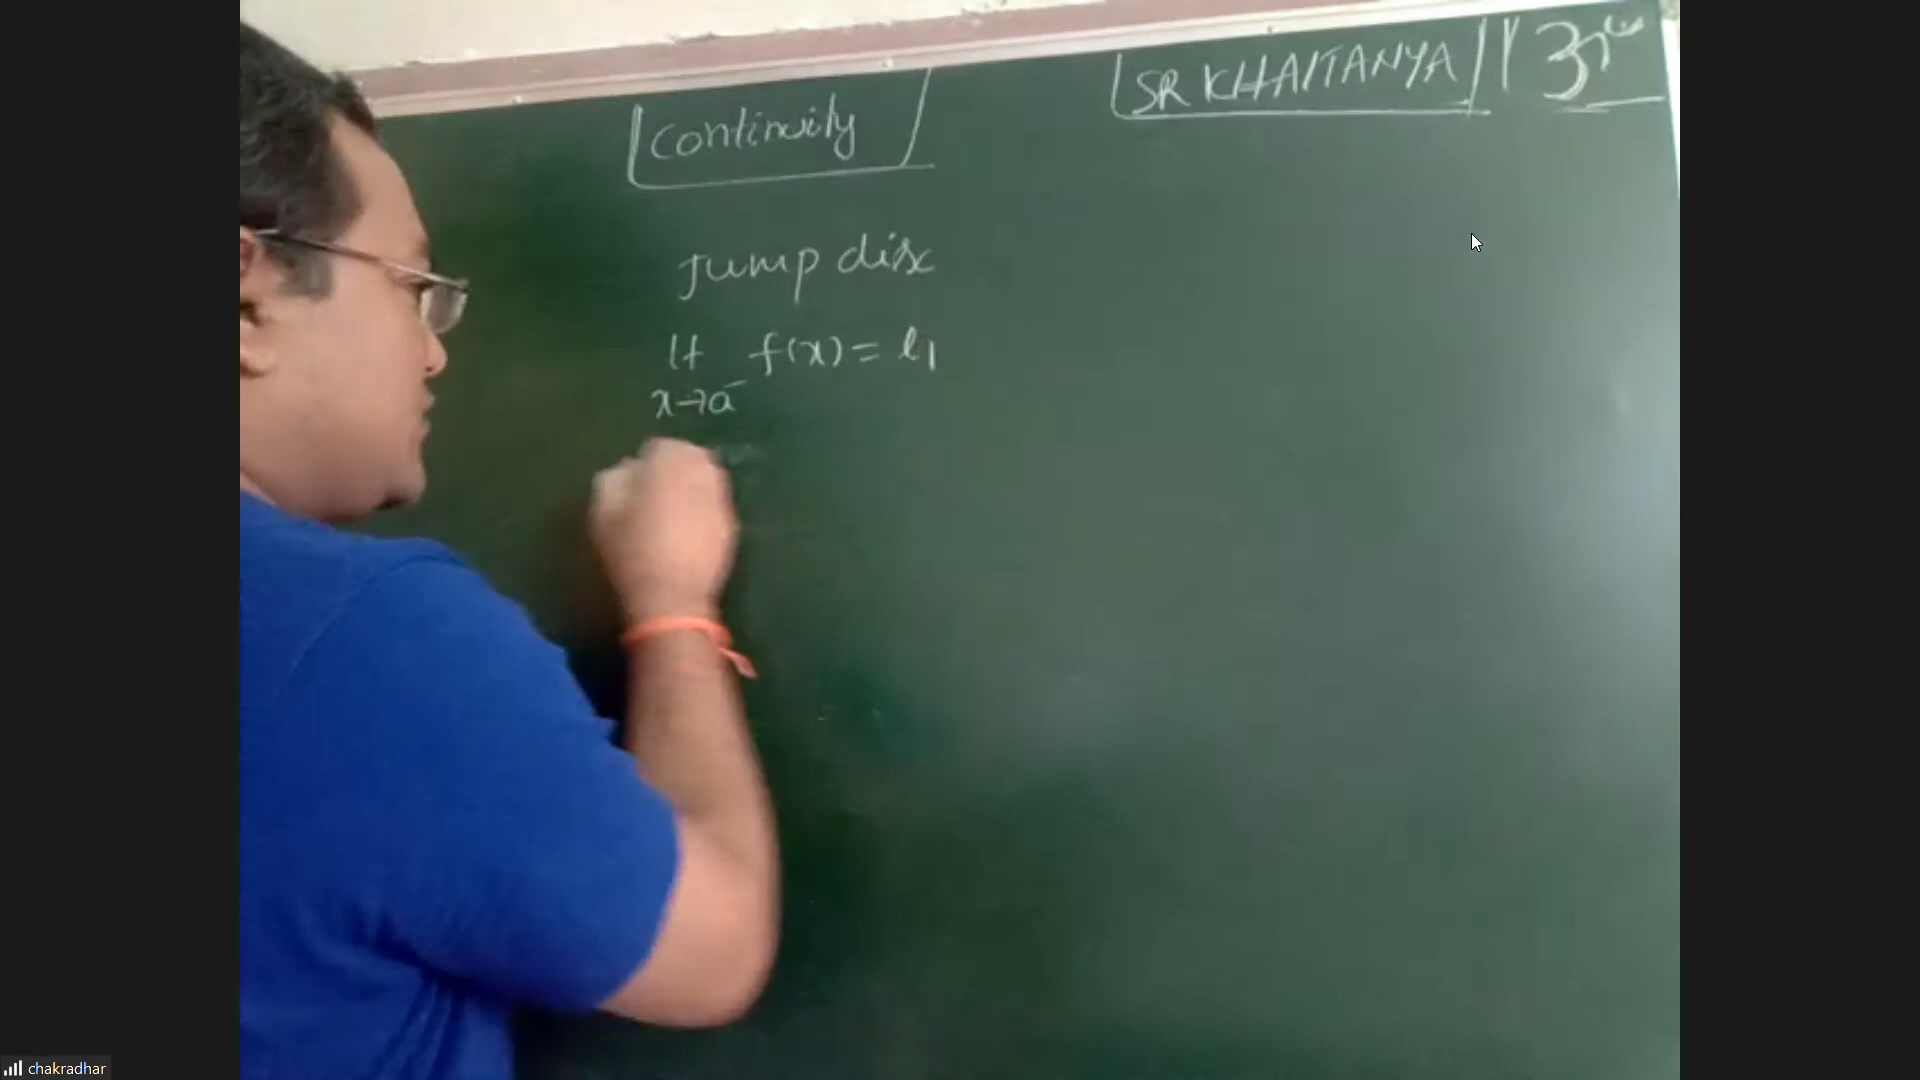 SR KHAITANYA
continuity
Jump disc
lt f(x) = l1
x→a⁻
chakradhar